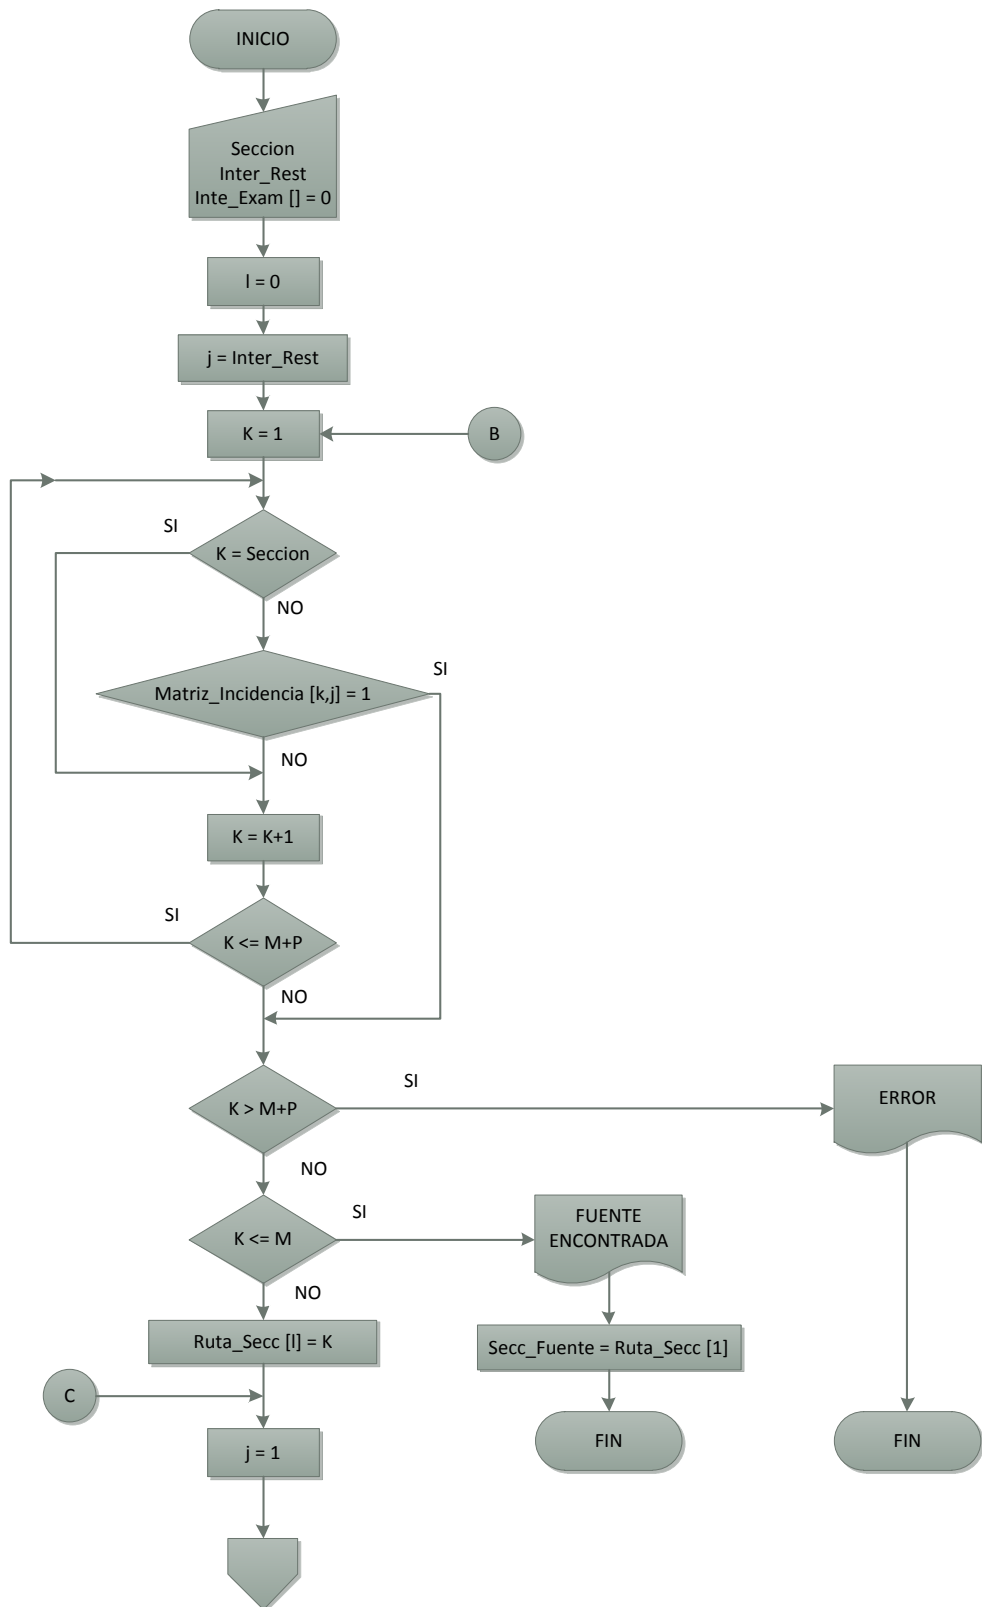 INICIO
Seccion
Inter_Rest
Inte_Exam [] = 0
l = 0
j = Inter_Rest
K = 1
B
SI
K = Seccion
NO
SI
Matriz_Incidencia [k,j] = 1
NO
K = K+1
SI
K <= M+P
NO
SI
K > M+P
ERROR
NO
SI
K <= M
FUENTE
ENCONTRADA
NO
Ruta_Secc [l] = K
Secc_Fuente = Ruta_Secc [1]
C
j = 1
FIN
FIN